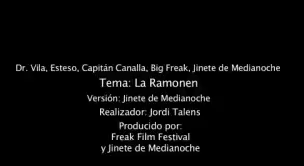 Dr. Vila, Esteso, Capitán Canalla, Big Freak, Jinete de Medianoche
Tema: La Ramonen
Versión: Jinete de Medianoche
Realizador: Jordi Talens
Producido por:
Freak Film Festival
y Jinete de Medianoche